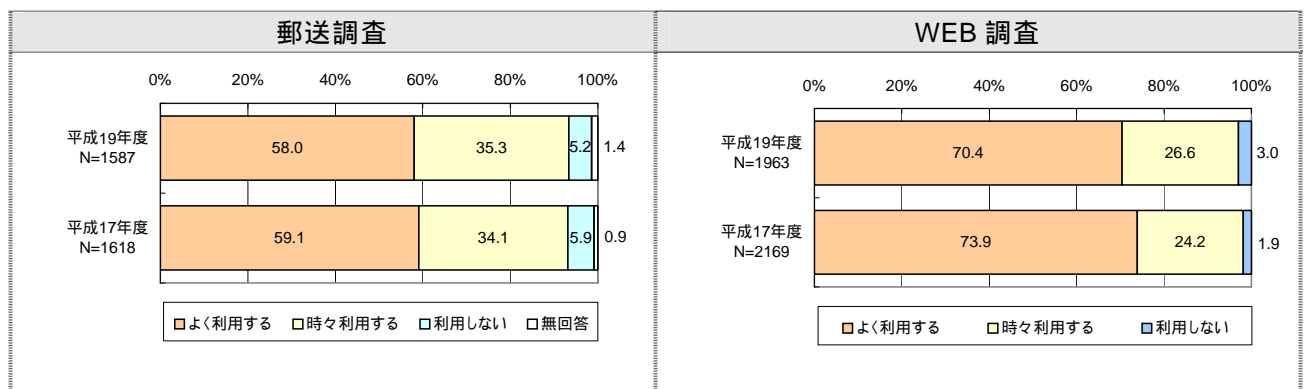 郵送調査
0% 20% 40% 60% 80% 100%
平成19年度
N=1587
58.0 35.3 5.2 1.4
平成17年度
N=1618
59.1 34.1 5.9 0.9
よく利用する 時々利用する 利用しない 無回答
WEB 調査
0% 20% 40% 60% 80% 100%
平成19年度
N=1963
70.4 26.6 3.0
平成17年度
N=2169
73.9 24.2 1.9
よく利用する 時々利用する 利用しない